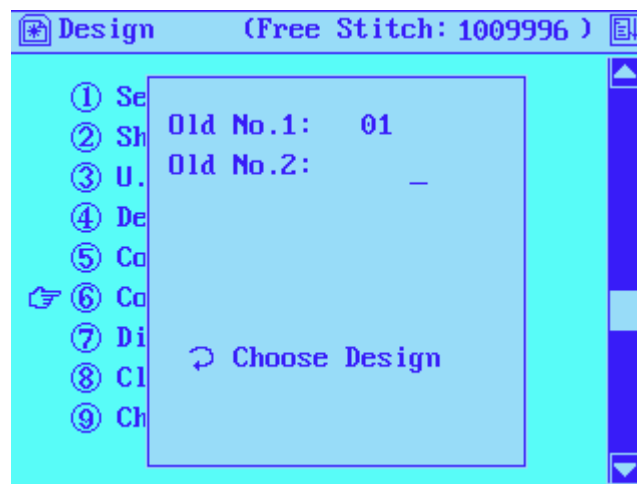 Design (Free Stitch: 1009996 )
① Se
② Sh
③ U.
④ De
⑤ Co
⑥ Co
⑦ Di
⑧ Cl
⑨ Ch
Old No.1: 01
Old No.2: _
Choose Design